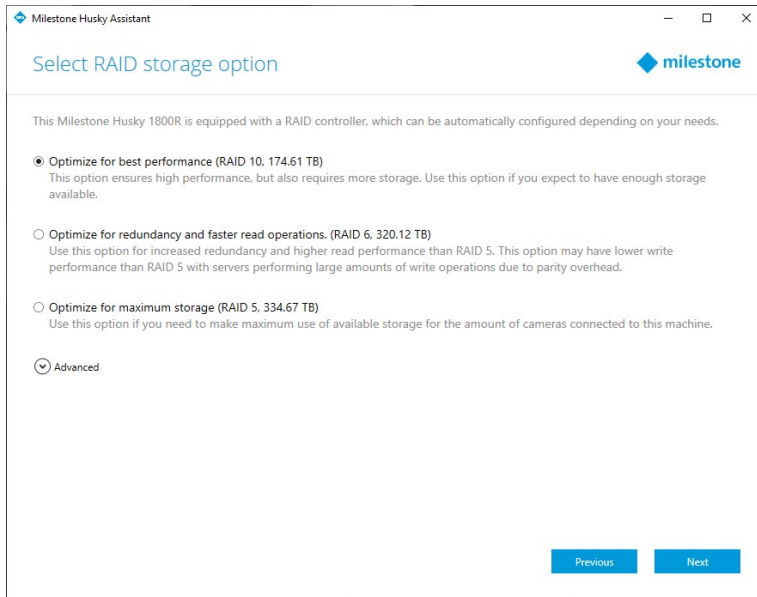 Milestone Husky Assistant
Select RAID storage option
milestone
This Milestone Husky 1800R is equipped with a RAID controller, which can be automatically configured depending on your needs.
Optimize for best performance (RAID 10, 174.61 TB)
This option ensures high performance, but also requires more storage. Use this option if you expect to have enough storage
available.
Optimize for redundancy and faster read operations. (RAID 6, 320.12 TB)
Use this option for increased redundancy and higher read performance than RAID 5. This option may have lower write
performance than RAID 5 with servers performing large amounts of write operations due to parity overhead.
Optimize for maximum storage (RAID 5, 334.67 TB)
Use this option if you need to make maximum use of available storage for the amount of cameras connected to this machine.
Advanced
Previous
Next